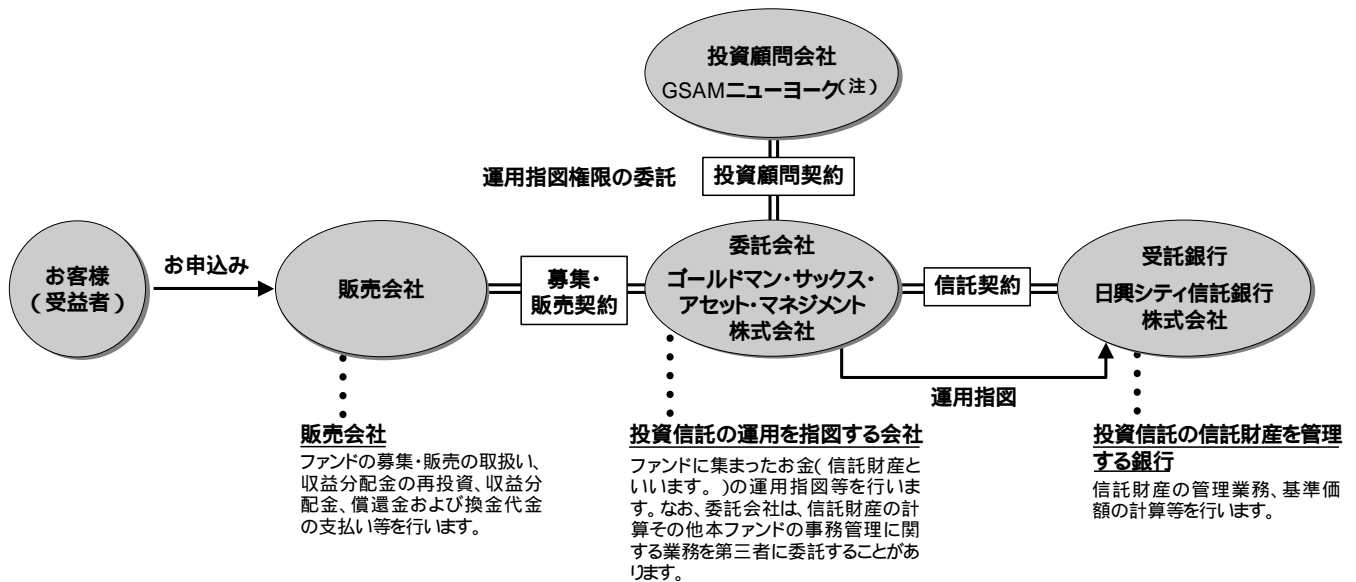 投資顧問会社
GSAMニューヨーク(注)
運用指図権限の委託
投資顧問契約
お客様
(受益者)
お申込み
販売会社
募集・
販売契約
委託会社
ゴールドマン・サックス・
アセット・マネジメント
株式会社
信託契約
受託銀行
日興シティ信託銀行
株式会社
運用指図
販売会社
ファンドの募集・販売の取扱い、
収益分配金の再投資、収益分
配金、償還金および換金代金
の支払い等を行います。
投資信託の運用を指図する会社
ファンドに集まったお金(信託財産と
いいます。)の運用指図等を行いま
す。なお、委託会社は、信託財産の計
算その他本ファンドの事務管理に関
する業務を第三者に委託することがあ
ります。
投資信託の信託財産を管理
する銀行
信託財産の管理業務、基準価
額の計算等を行います。